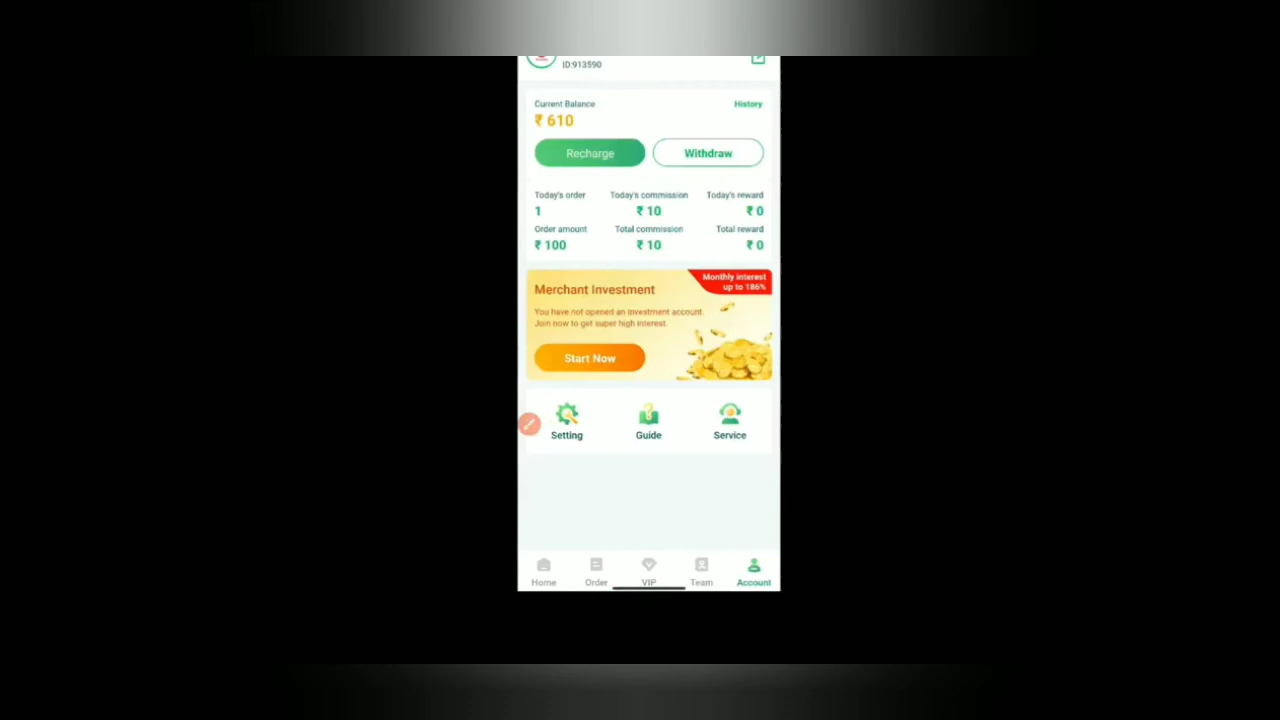 ID:913590
Current Balance
History
₹ 610
Recharge
Withdraw
Today's order
Today's commission
Today's reward
1
₹ 10
₹ 0
Order amount
Total commission
Total reward
₹ 100
₹ 10
₹ 0
Monthly interest
up to 186%
Merchant Investment
You have not opened an investment account.
Join now to get super high interest.
Start Now
Setting
Guide
Service
Home
Order
VIP
Team
Account